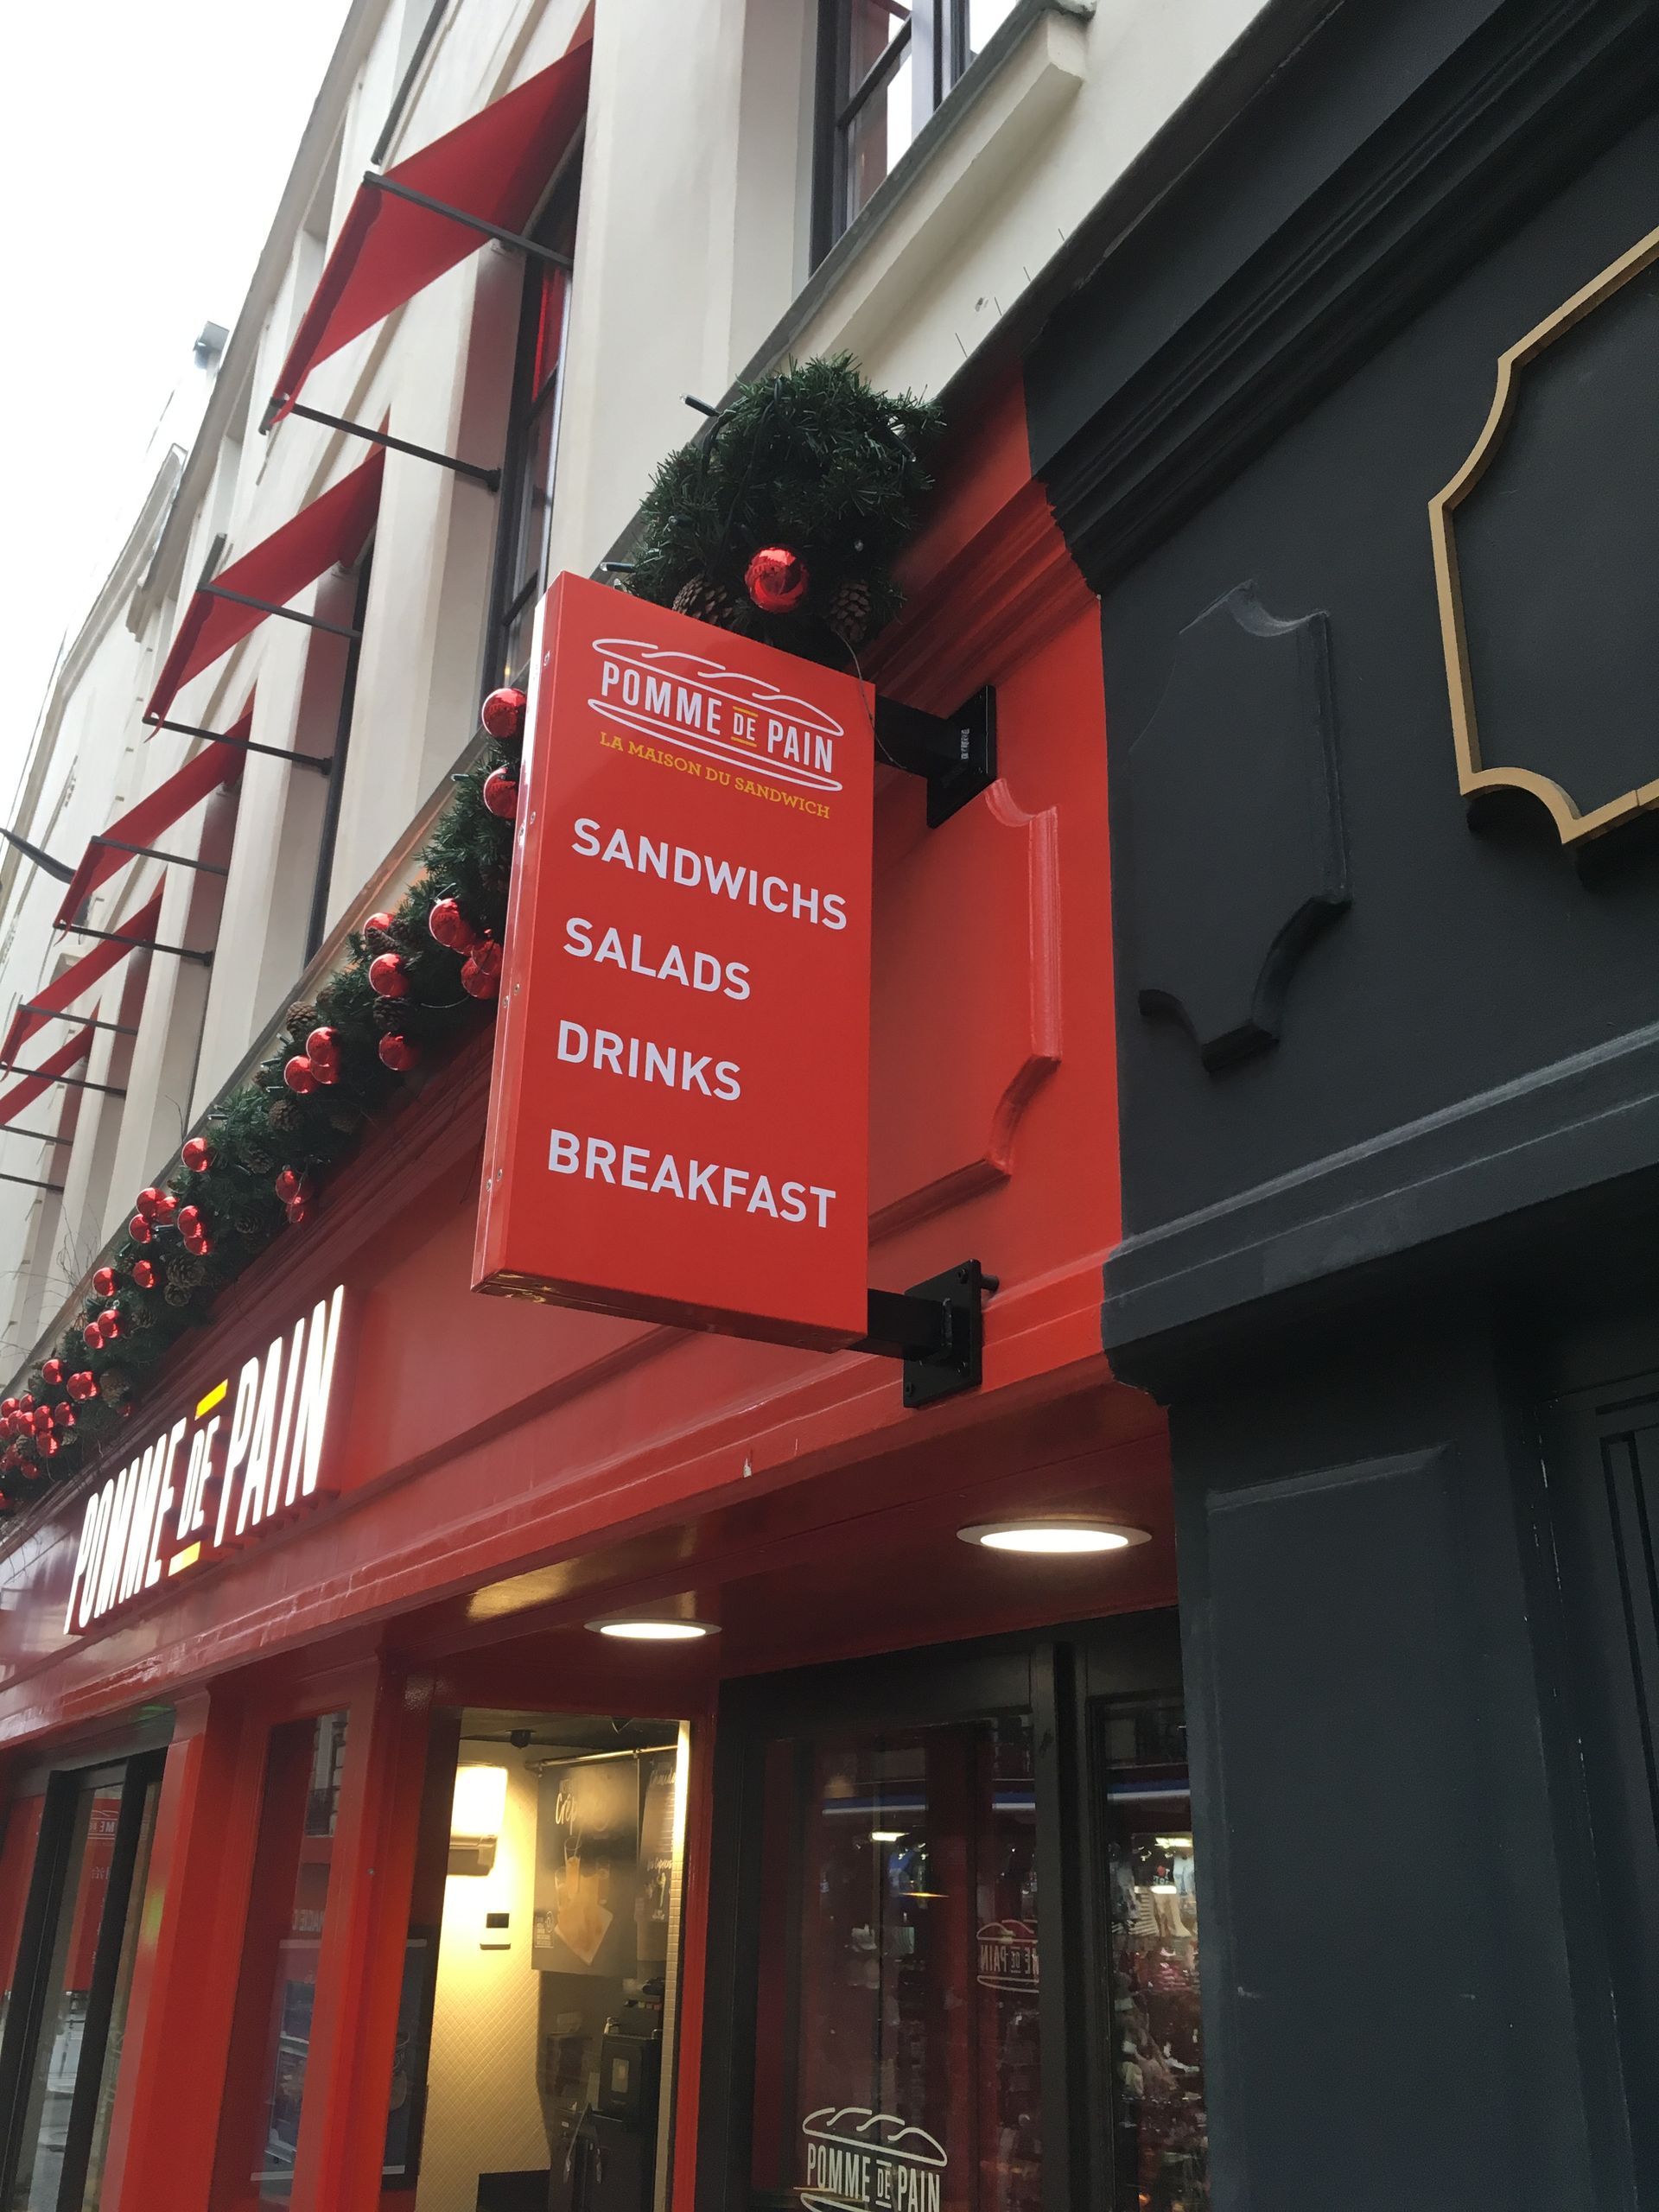 POMME DE PAIN
LA MAISON DU SANDWICH
SANDWICHS
SALADS
DRINKS
BREAKFAST
POMME DE PAIN
POMME DE PAIN